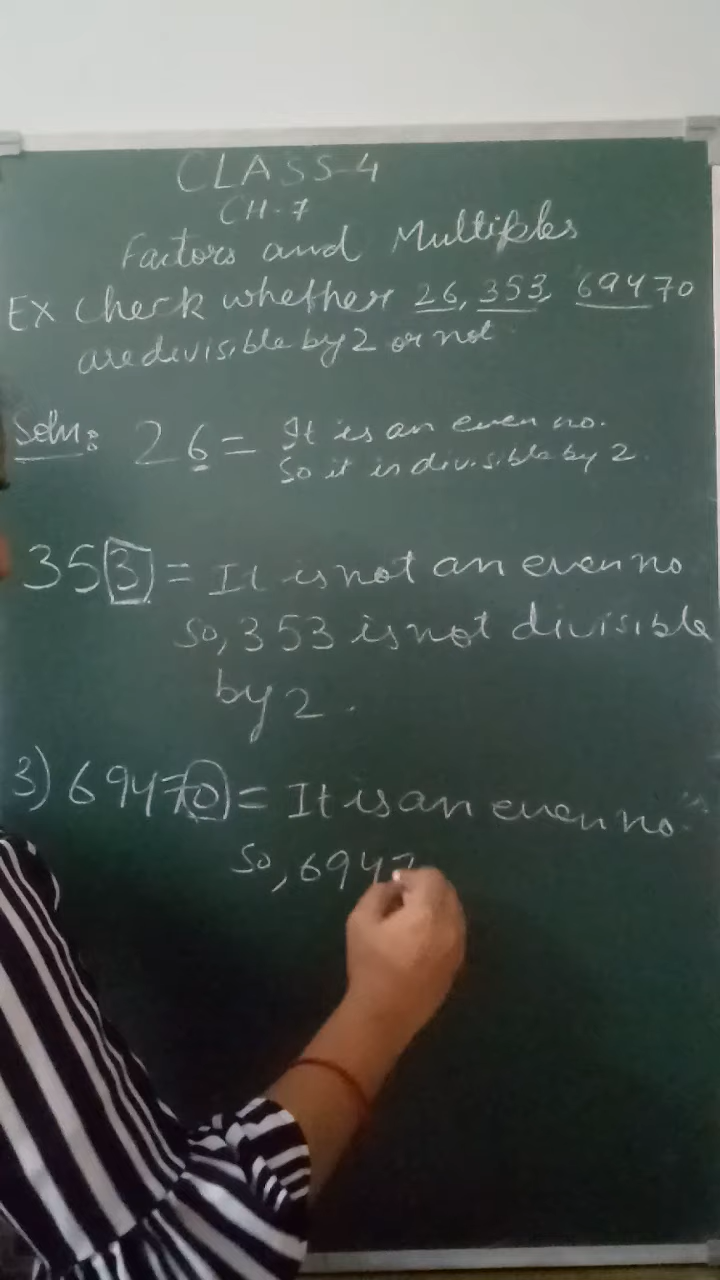 CLASS-4
CH-7
Factors and Multiples
EX Check whether 26, 353, 69470
are divisible by 2 or not
Soln: 26 = It is an even no.
So it is divisible by 2.
353 = It is not an even no
So, 353 is not divisible
by 2.
3) 69470 = It is an even no.
So, 6947